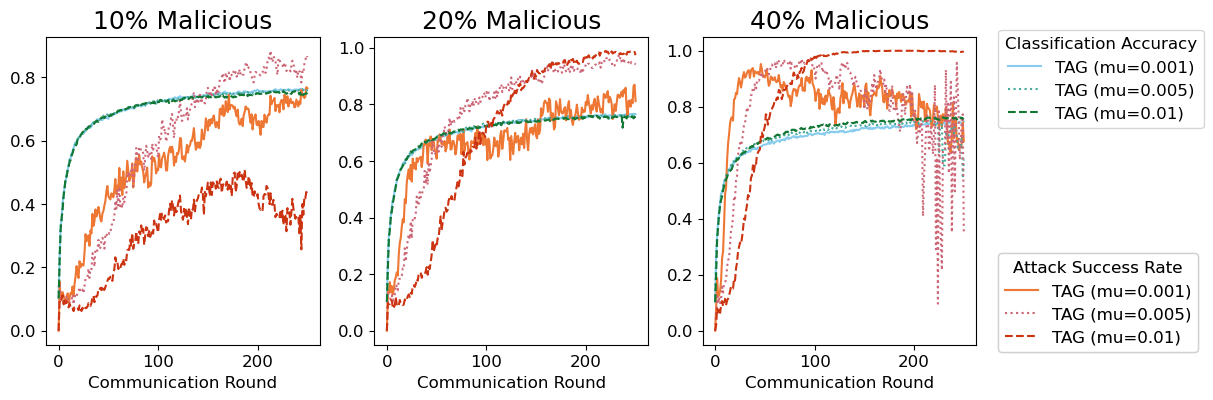 10% Malicious
20% Malicious
40% Malicious
0.0
0.2
0.4
0.6
0.8
0
100
200
Communication Round
0.0
0.2
0.4
0.6
0.8
1.0
0
100
200
Communication Round
0.0
0.2
0.4
0.6
0.8
1.0
0
100
200
Communication Round
Classification Accuracy
TAG (mu=0.001)
TAG (mu=0.005)
TAG (mu=0.01)
Attack Success Rate
TAG (mu=0.001)
TAG (mu=0.005)
TAG (mu=0.01)